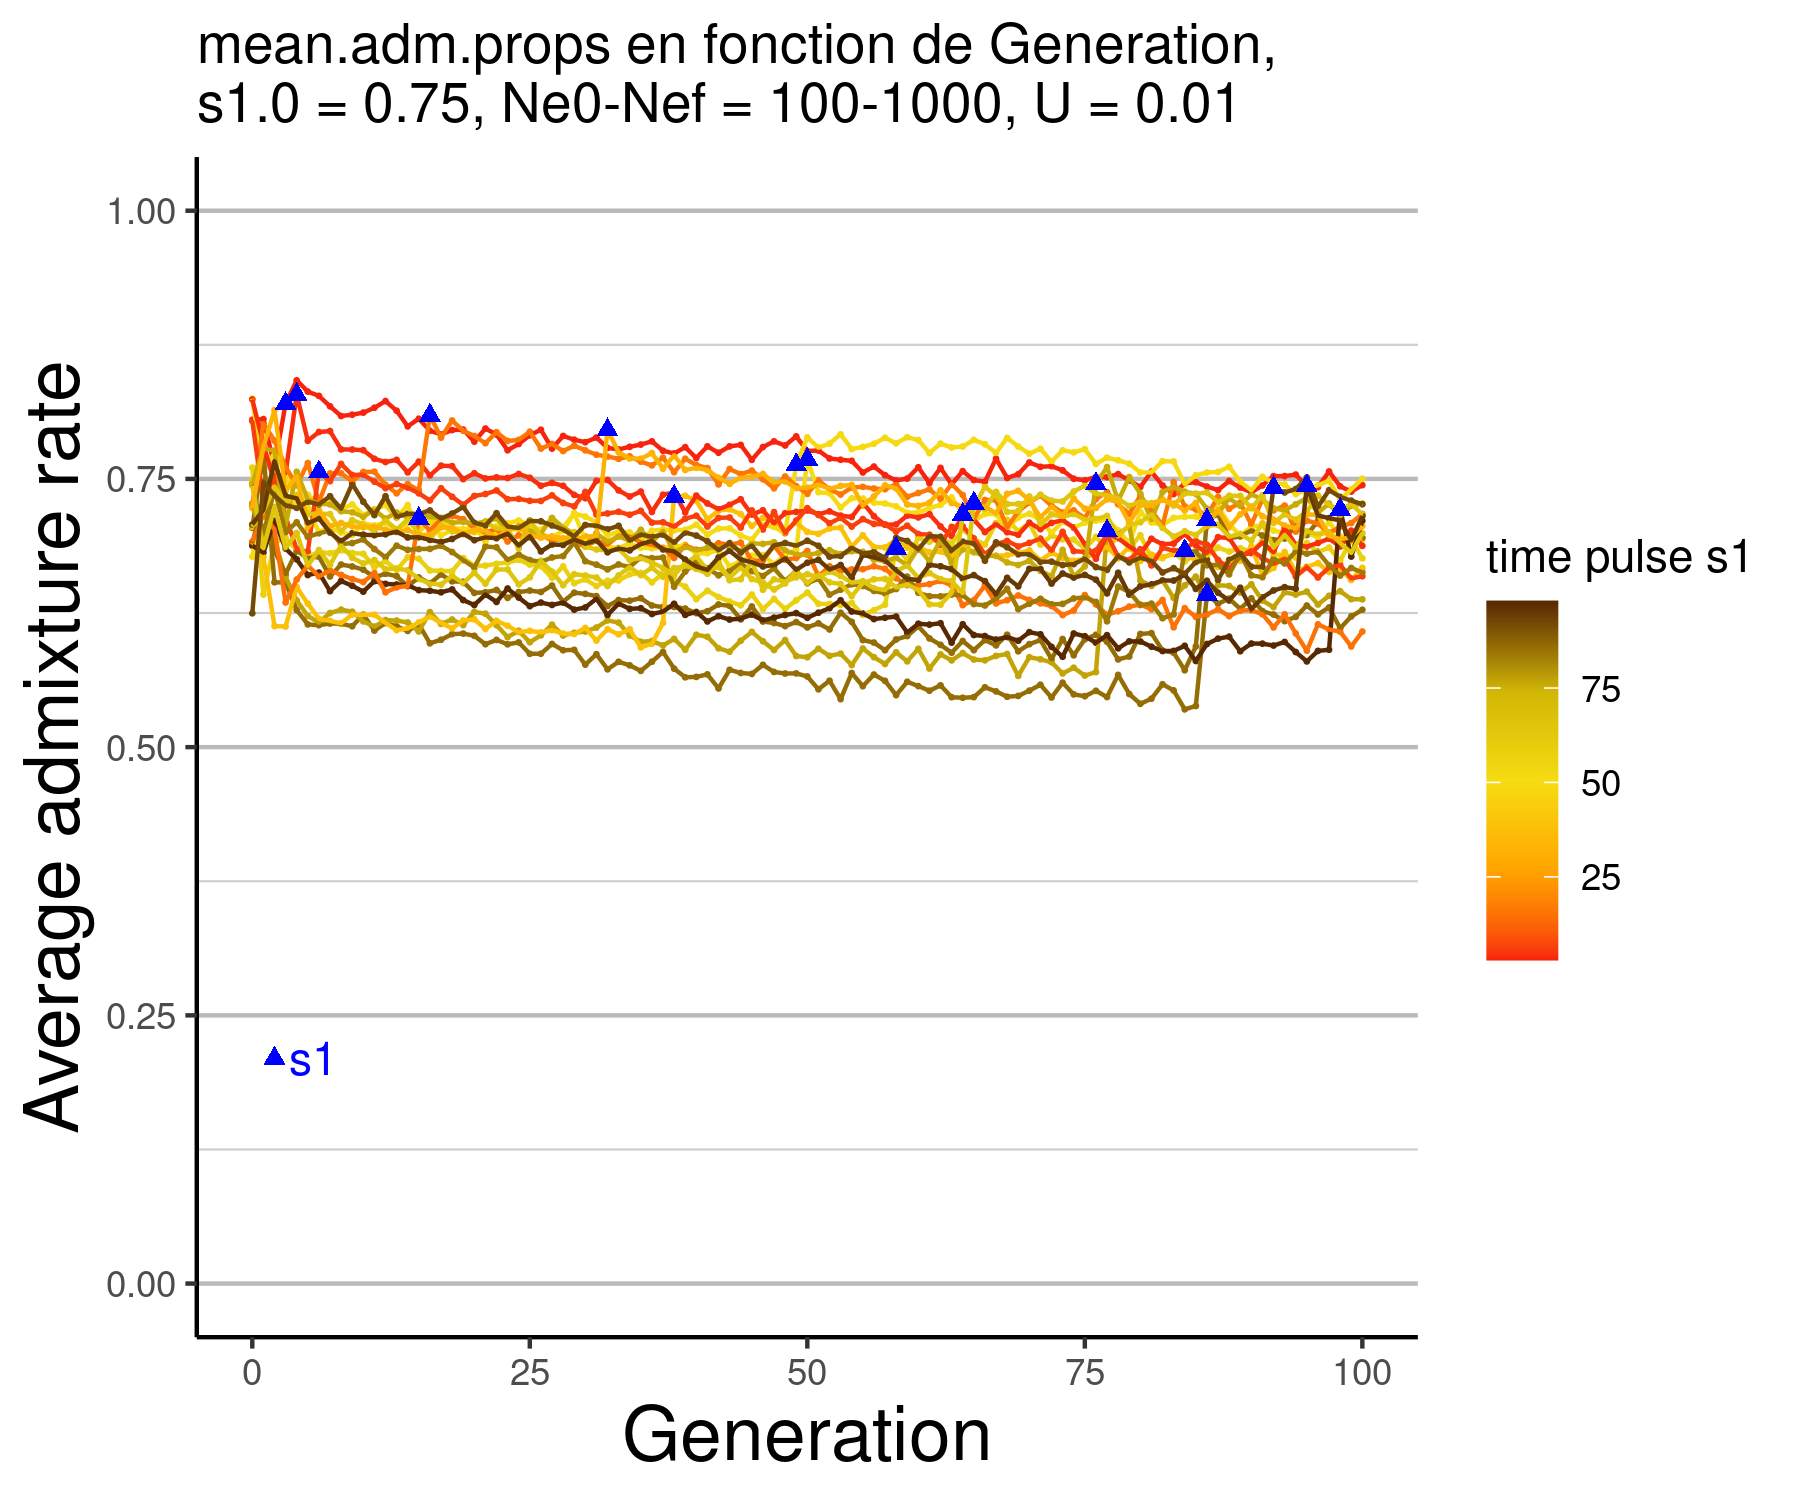 mean.adm.props en fonction de Generation,
s1.0 = 0.75, Ne0-Nef = 100-1000, U = 0.01
Average admixture rate
1.00
0.75
0.50
0.25
0.00
s1
0
25
50
75
100
Generation
time pulse s1
75
50
25